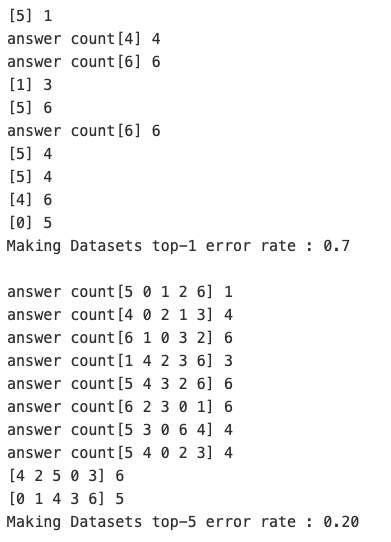 [5] 1
answer count[4] 4
answer count[6] 6
[1] 3
[5] 6
answer count[6] 6
[5] 4
[5] 4
[4] 6
[0] 5
Making Datasets top-1 error rate : 0.7
answer count[5 0 1 2 6] 1
answer count[4 0 2 1 3] 4
answer count[6 1 0 3 2] 6
answer count[1 4 2 3 6] 3
answer count[5 4 3 2 6] 6
answer count[6 2 3 0 1] 6
answer count[5 3 0 6 4] 4
answer count[5 4 0 2 3] 4
[4 2 5 0 3] 6
[0 1 4 3 6] 5
Making Datasets top-5 error rate : 0.20